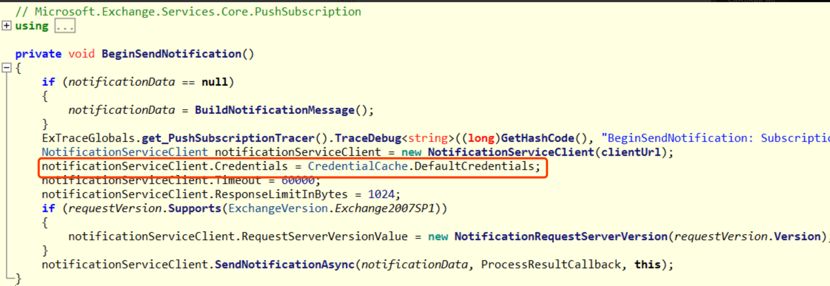 // Microsoft.Exchange.Services.Core.PushSubscription
using ...
private void BeginSendNotification()
{
if (notificationData == null)
{
notificationData = BuildNotificationMessage();
}
ExTraceGlobals.get_PushSubscriptionTracer().TraceDebug<string>((long)GetHashCode(), "BeginSendNotification: Subscriptio
NotificationServiceClient notificationServiceClient = new NotificationServiceClient(clientUrl);
notificationServiceClient.Credentials = CredentialCache.DefaultCredentials;
notificationServiceClient.Timeout = 60000;
notificationServiceClient.ResponseLimitInBytes = 1024;
if (requestVersion.Supports(ExchangeVersion.Exchange2007SP1))
{
notificationServiceClient.RequestServerVersionValue = new NotificationRequestServerVersion(requestVersion.Version)
}
notificationServiceClient.SendNotificationAsync(notificationData, ProcessResultCallback, this);
}